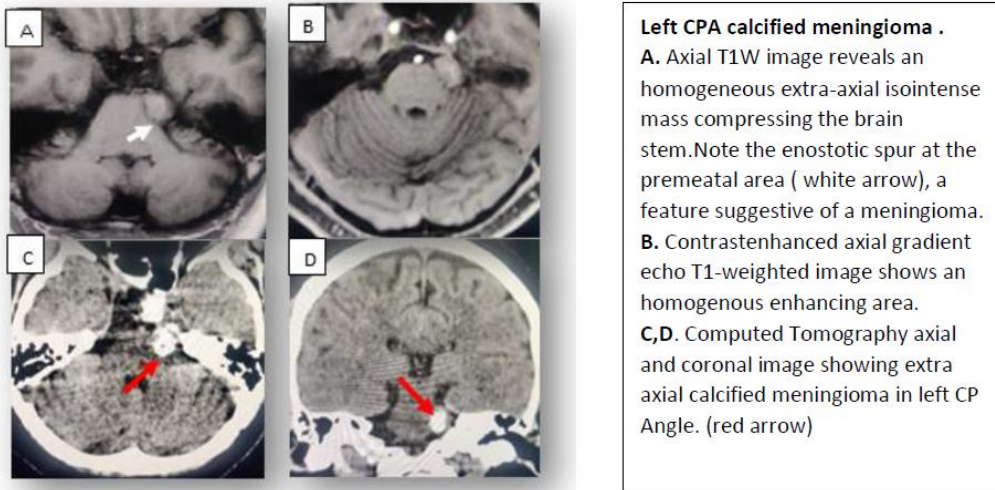 A
B
C
D
Left CPA calcified meningioma .
A. Axial T1W image reveals an
homogeneous extra-axial isointense
mass compressing the brain
stem.Note the enostotic spur at the
premeatal area ( white arrow), a
feature suggestive of a meningioma.
B. Contrastenhanced axial gradient
echo T1-weighted image shows an
homogenous enhancing area.
C,D. Computed Tomography axial
and coronal image showing extra
axial calcified meningioma in left CP
Angle. (red arrow)